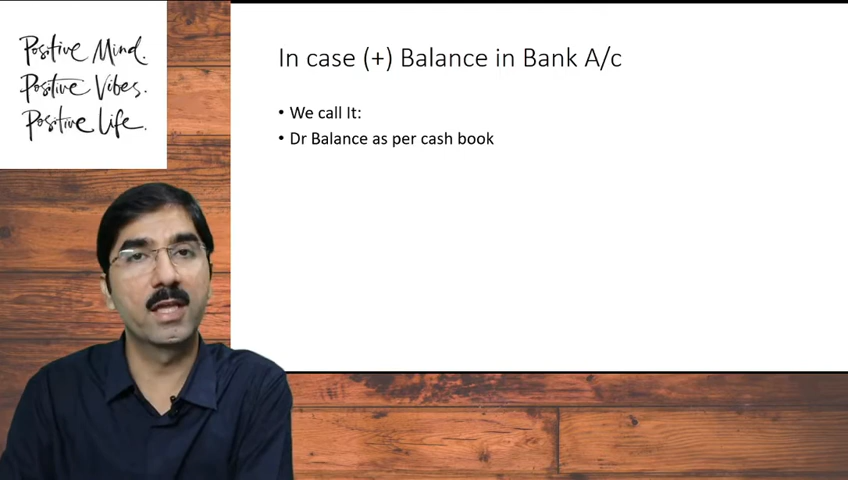 Positive Mind.
Positive Vibes.
Positive Life.
In case (+) Balance in Bank A/c
• We call It:
• Dr Balance as per cash book